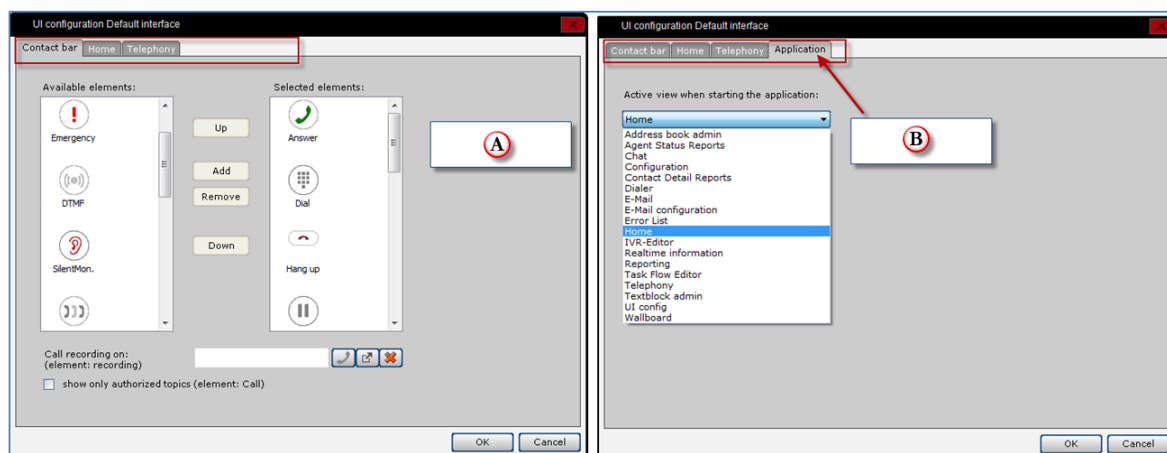 UI configuration Default interface
Contact bar Home Telephony
Available elements:
Selected elements:
Emergency
DTMF
SilentMon.
Up
Add
Remove
Down
Answer
Dial
Hang up
A
Call recording on:
(element: recording)
show only authorized topics (element: Call)
OK Cancel
UI configuration Default interface
Contact bar Home Telephony Application
Active view when starting the application:
Home
Address book admin
Agent Status Reports
Chat
Configuration
Contact Detail Reports
Dialer
E-Mail
E-Mail configuration
Error List
Home
IVR-Editor
Realtime information
Reporting
Task Flow Editor
Telephony
Textblock admin
UI config
Wallboard
B
OK Cancel